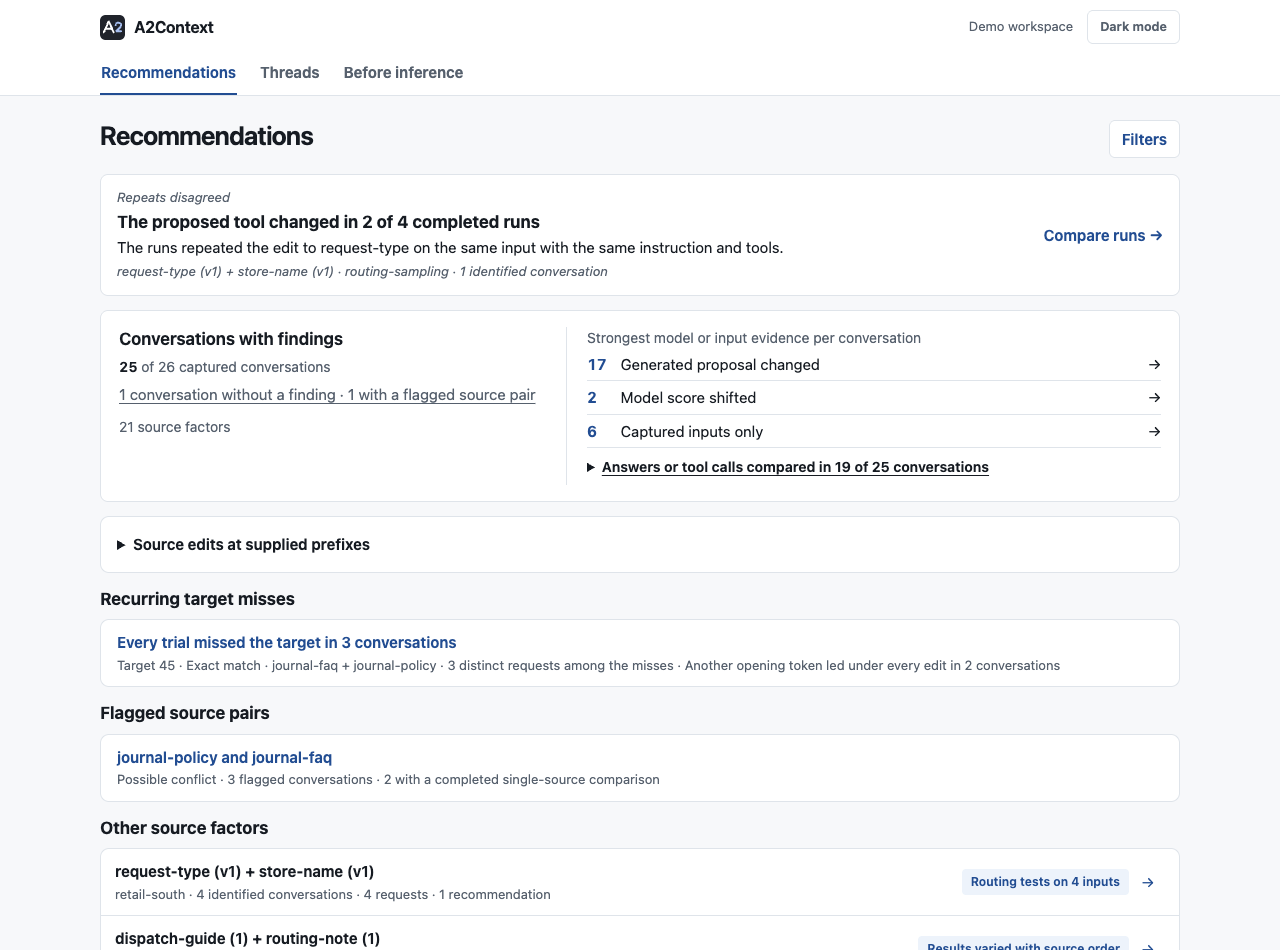 A2 A2Context
Demo workspace
Dark mode
Recommendations
Threads
Before inference
Recommendations
Filters
Repeats disagreed
The proposed tool changed in 2 of 4 completed runs
The runs repeated the edit to request-type on the same input with the same instruction and tools.
request-type (v1) + store-name (v1) · routing-sampling · 1 identified conversation
Compare runs →
Conversations with findings
25 of 26 captured conversations
1 conversation without a finding · 1 with a flagged source pair
21 source factors
Strongest model or input evidence per conversation
17 Generated proposal changed →
2 Model score shifted →
6 Captured inputs only →
▶ Answers or tool calls compared in 19 of 25 conversations
▶ Source edits at supplied prefixes
Recurring target misses
Every trial missed the target in 3 conversations
Target 45 · Exact match · journal-faq + journal-policy · 3 distinct requests among the misses · Another opening token led under every edit in 2 conversations
Flagged source pairs
journal-policy and journal-faq
Possible conflict · 3 flagged conversations · 2 with a completed single-source comparison
Other source factors
request-type (v1) + store-name (v1)
retail-south · 4 identified conversations · 4 requests · 1 recommendation
Routing tests on 4 inputs →
dispatch-guide (1) + routing-note (1)
Results varied with source order →